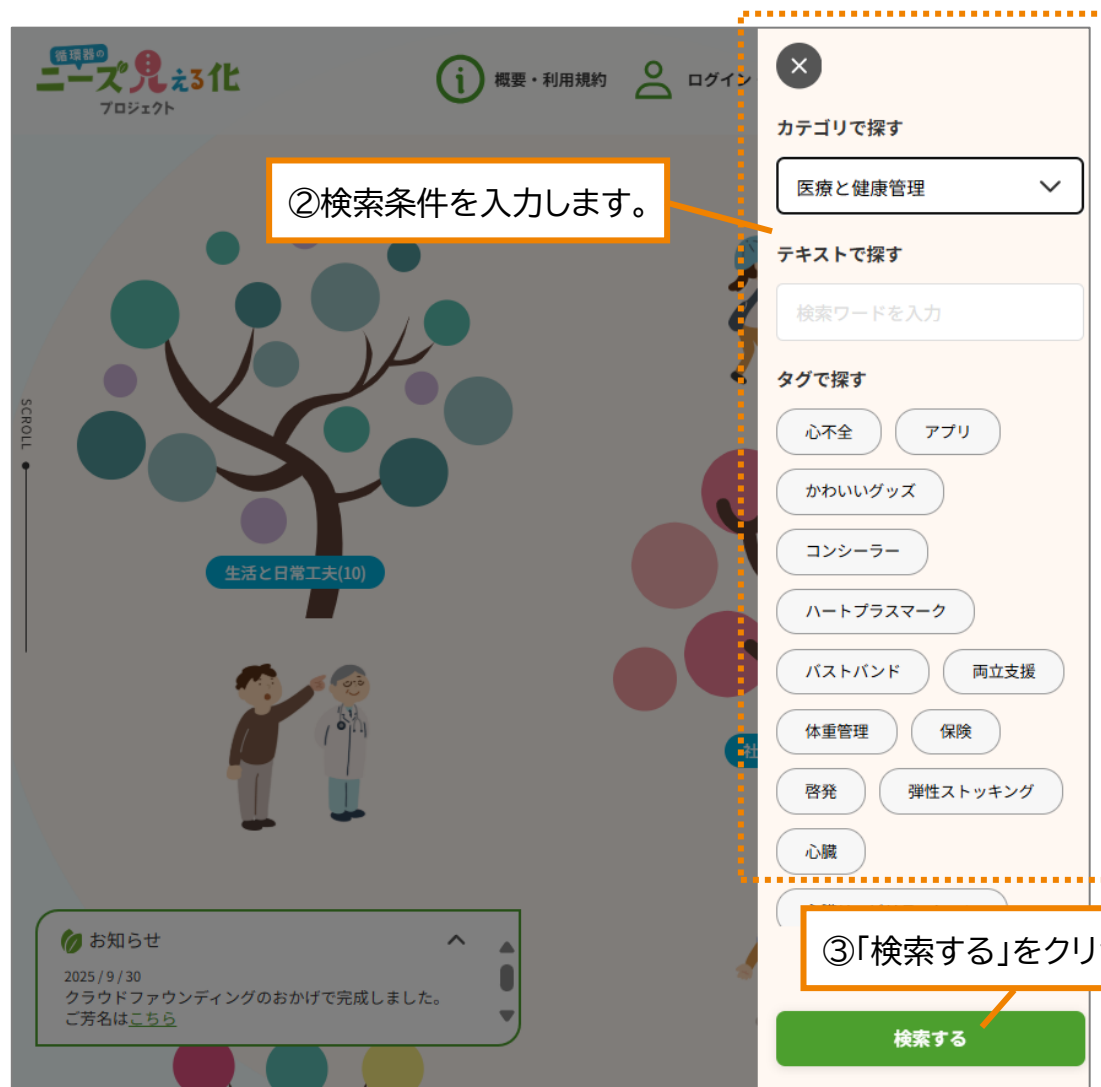 循環器の
ニーズ見える化
プロジェクト
概要・利用規約
ログイン
カテゴリで探す
医療と健康管理
②検索条件を入力します。
テキストで探す
検索ワードを入力
タグで探す
心不全
アプリ
かわいいグッズ
コンシーラー
ハートプラスマーク
バストバンド
両立支援
体重管理
保険
啓発
弾性ストッキング
心臓
SCROLL
生活と日常工夫(10)
社
お知らせ
2025 / 9 / 30
クラウドファウンディングのおかげで完成しました。
ご芳名はこちら
③「検索する」をクリ
検索する